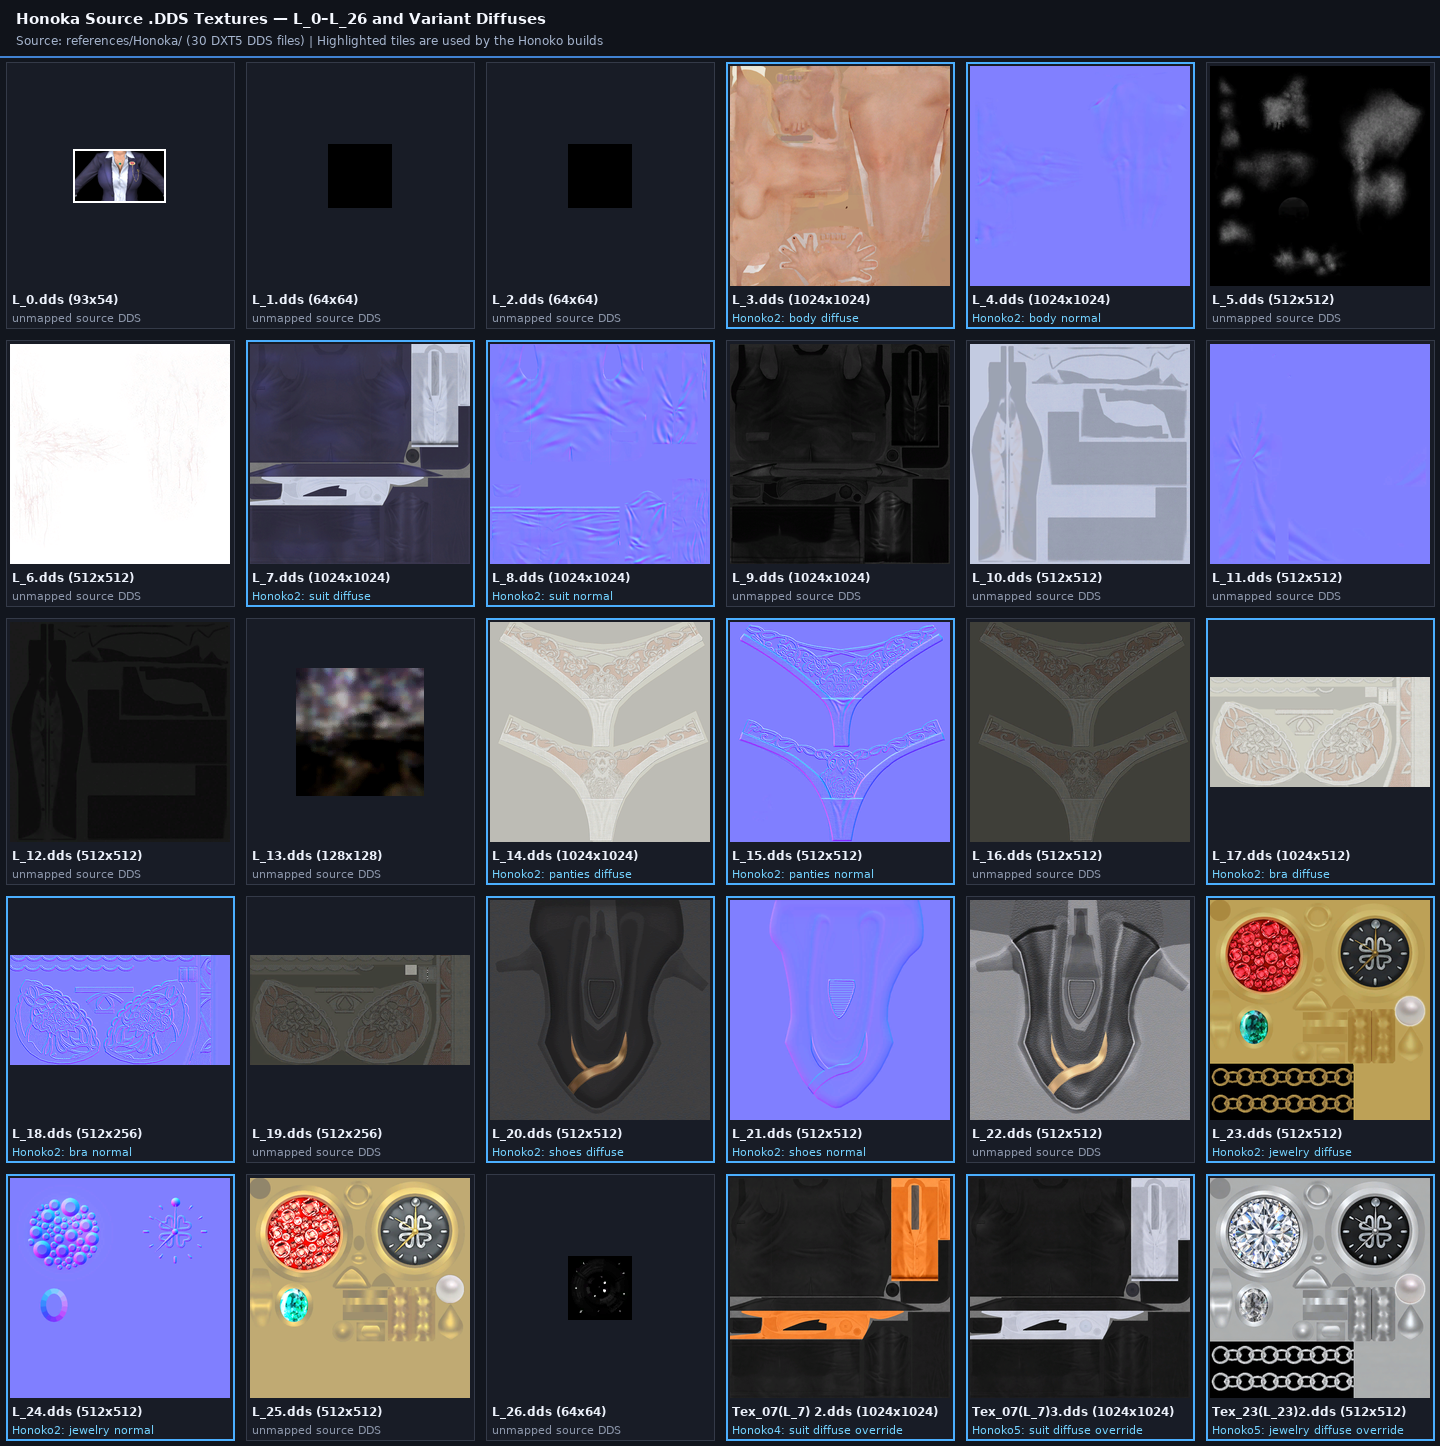 Honoka Source .DDS Textures — L_0–L_26 and Variant Diffuses
Source: references/Honoka/ (30 DXT5 DDS files) | Highlighted tiles are used by the Honoko builds
L_0.dds (93x54)
unmapped source DDS
L_1.dds (64x64)
unmapped source DDS
L_2.dds (64x64)
unmapped source DDS
L_3.dds (1024x1024)
Honoko2: body diffuse
L_4.dds (1024x1024)
Honoko2: body normal
L_5.dds (512x512)
unmapped source DDS
L_6.dds (512x512)
unmapped source DDS
L_7.dds (1024x1024)
Honoko2: suit diffuse
L_8.dds (1024x1024)
Honoko2: suit normal
L_9.dds (1024x1024)
unmapped source DDS
L_10.dds (512x512)
unmapped source DDS
L_11.dds (512x512)
unmapped source DDS
L_12.dds (512x512)
unmapped source DDS
L_13.dds (128x128)
unmapped source DDS
L_14.dds (1024x1024)
Honoko2: panties diffuse
L_15.dds (512x512)
Honoko2: panties normal
L_16.dds (512x512)
unmapped source DDS
L_17.dds (1024x512)
Honoko2: bra diffuse
L_18.dds (512x256)
Honoko2: bra normal
L_19.dds (512x256)
unmapped source DDS
L_20.dds (512x512)
Honoko2: shoes diffuse
L_21.dds (512x512)
Honoko2: shoes normal
L_22.dds (512x512)
unmapped source DDS
L_23.dds (512x512)
Honoko2: jewelry diffuse
L_24.dds (512x512)
Honoko2: jewelry normal
L_25.dds (512x512)
unmapped source DDS
L_26.dds (64x64)
unmapped source DDS
Tex_07(L_7) 2.dds (1024x1024)
Honoko4: suit diffuse override
Tex_07(L_7)3.dds (1024x1024)
Honoko5: suit diffuse override
Tex_23(L_23)2.dds (512x512)
Honoko5: jewelry diffuse override